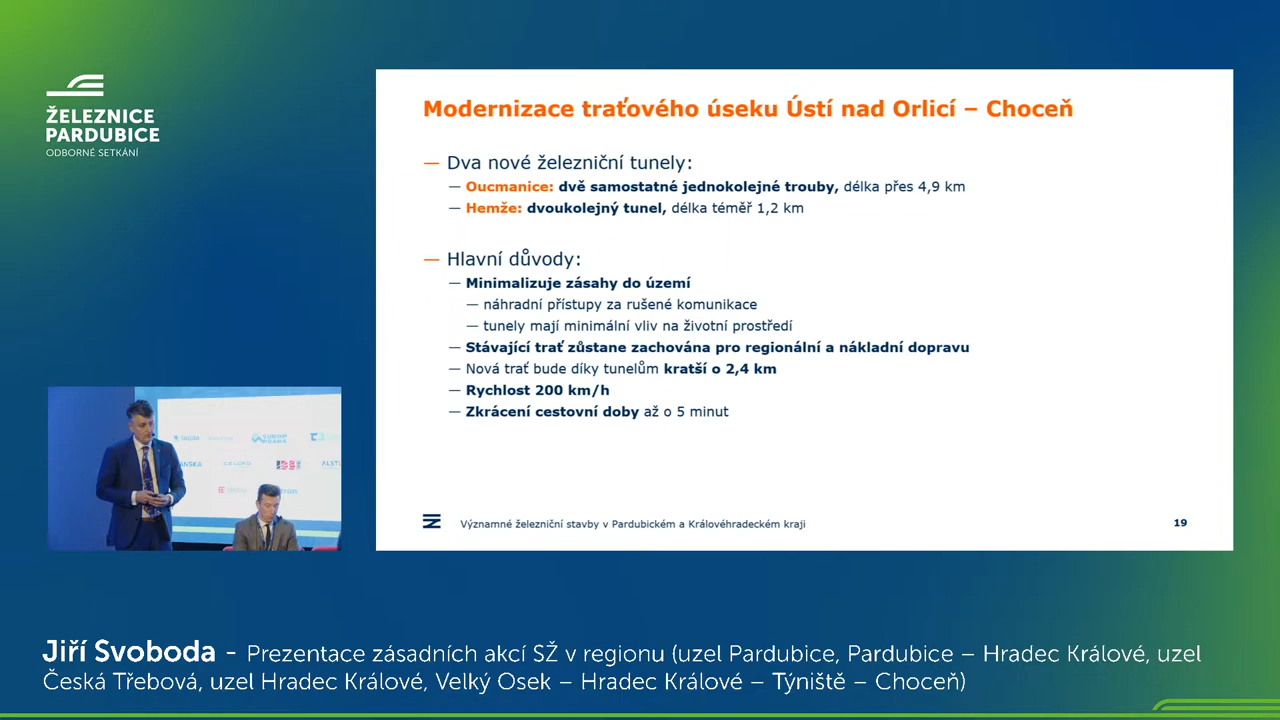 ŽELEZNICE
PARDUBICE
ODBORNÉ SETKÁNÍ
Modernizace traťového úseku Ústí nad Orlicí – Choceň
— Dva nové železniční tunely:
— Oucmanice: dvě samostatné jednokolejné trouby, délka přes 4,9 km
— Hemže: dvoukolejný tunel, délka téměř 1,2 km
— Hlavní důvody:
— Minimalizuje zásahy do území
— náhradní přístupy za rušené komunikace
— tunely mají minimální vliv na životní prostředí
— Stávající trať zůstane zachována pro regionální a nákladní dopravu
— Nová trať bude díky tunelům kratší o 2,4 km
— Rychlost 200 km/h
— Zkrácení cestovní doby až o 5 minut
Významné železniční stavby v Pardubickém a Královéhradeckém kraji
19
Jiří Svoboda - Prezentace zásadních akcí SŽ v regionu (uzel Pardubice, Pardubice – Hradec Králové, uzel
Česká Třebová, uzel Hradec Králové, Velký Osek – Hradec Králové – Týniště – Choceň)